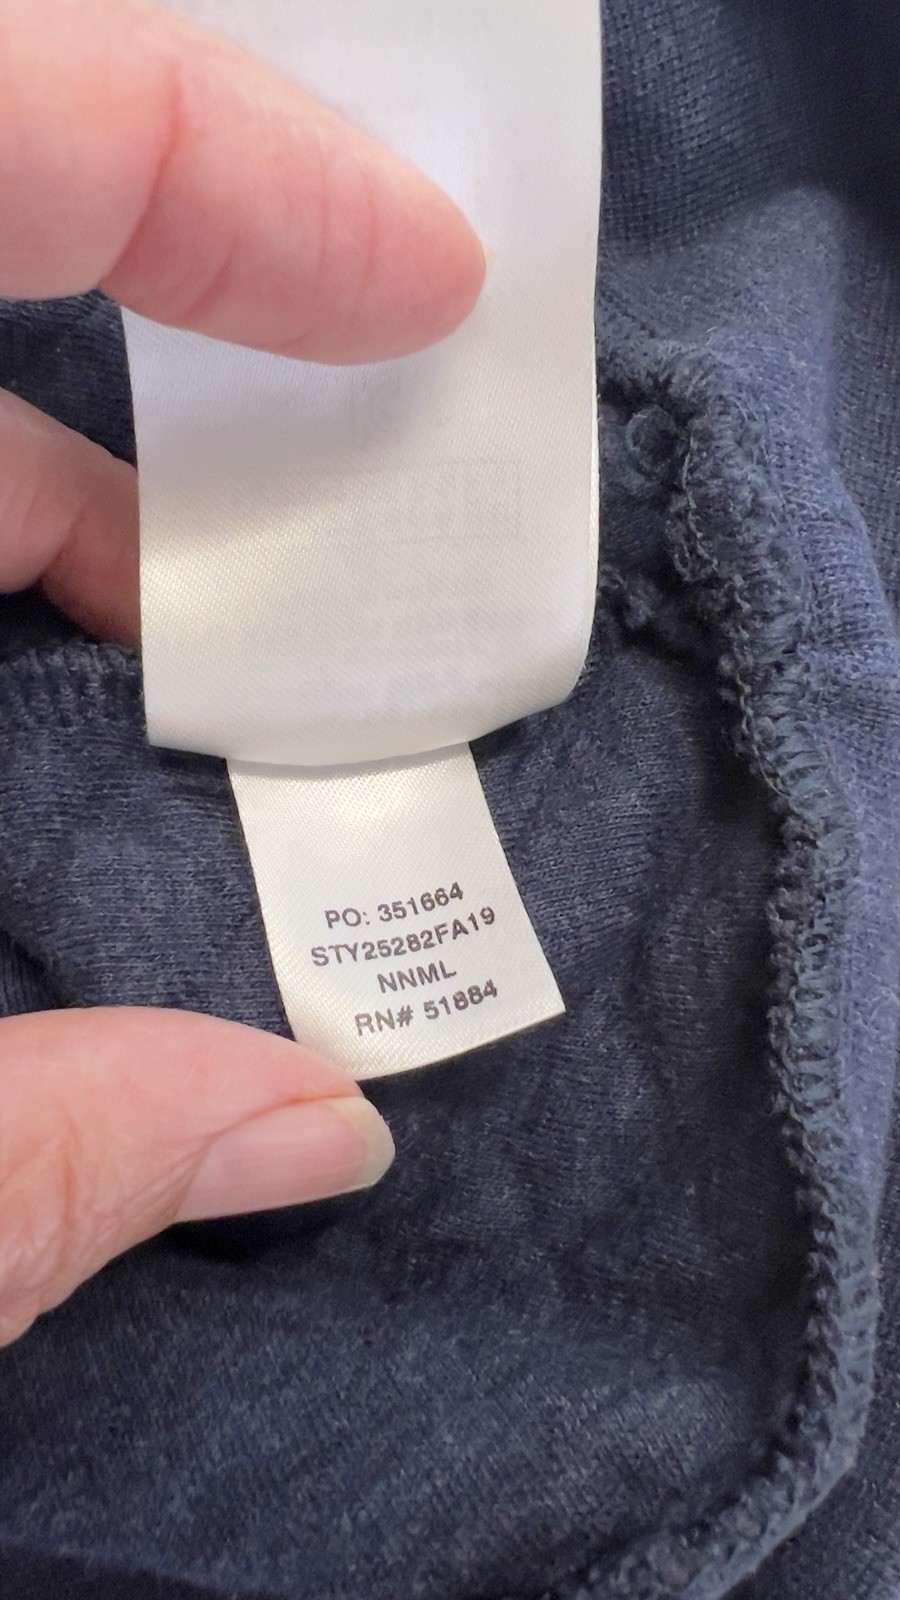 PO: 351664
STY25282FA19
NNML
RN# 51884